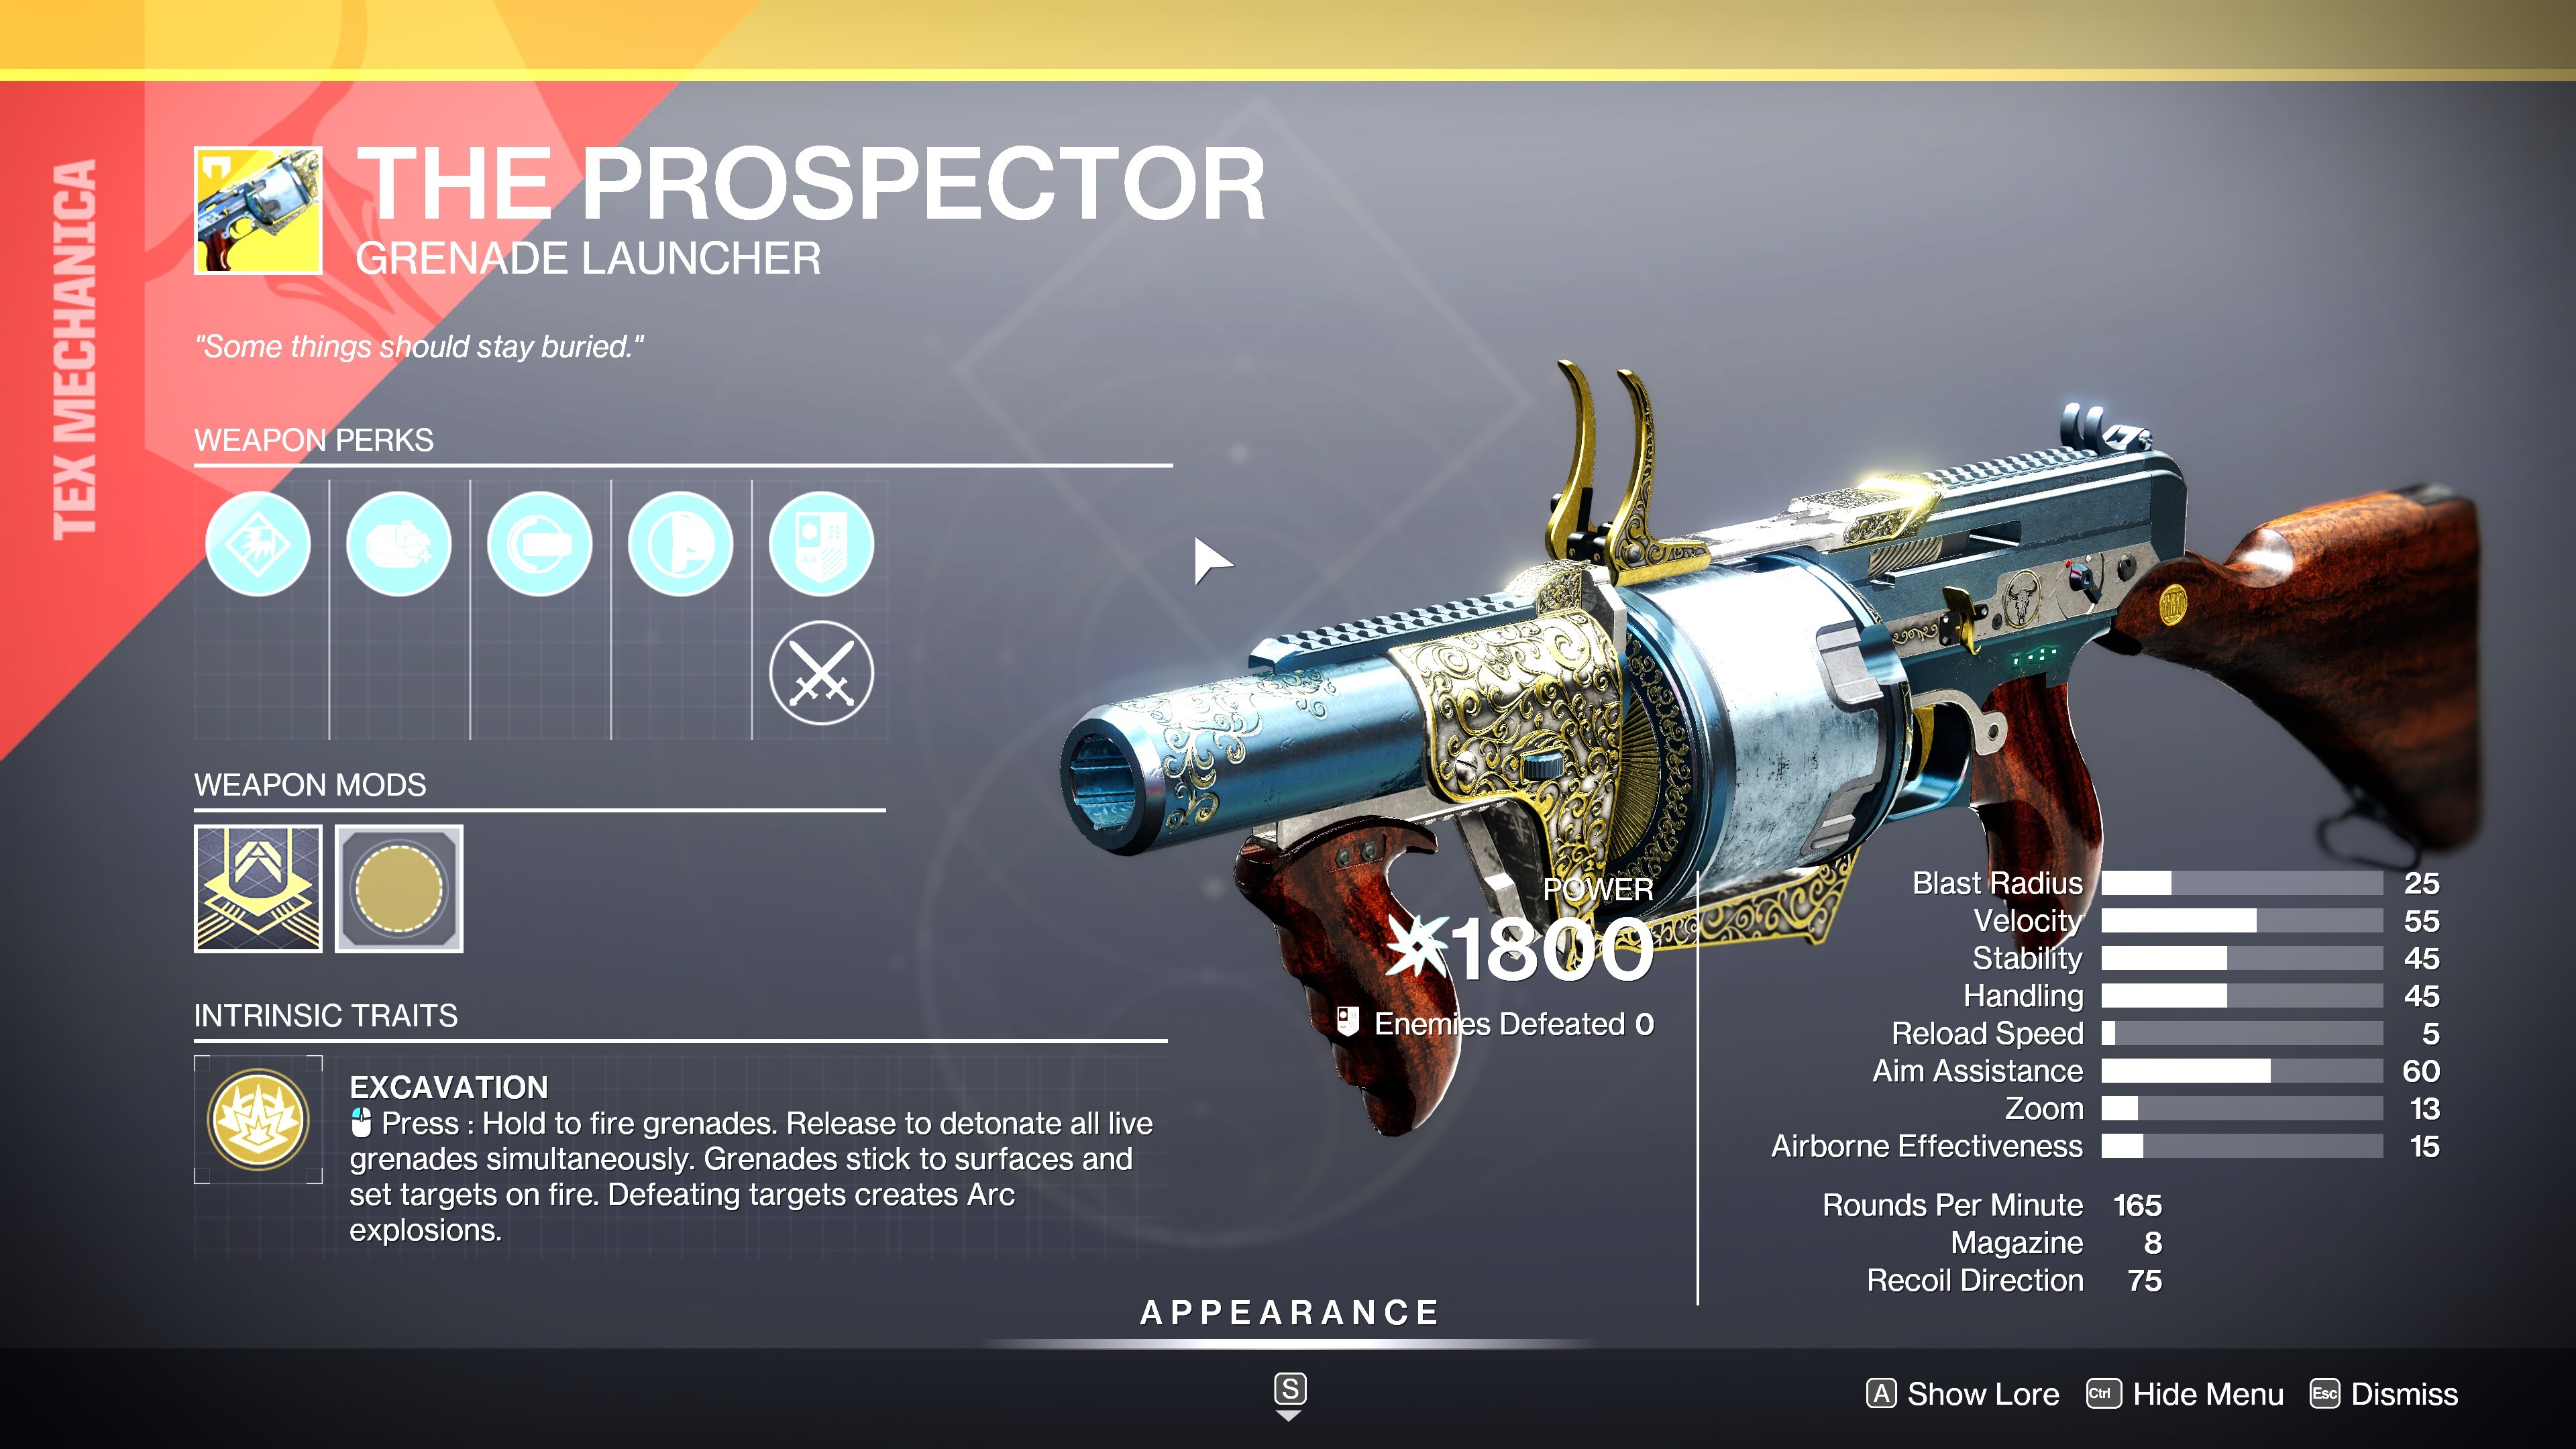 TEX MECHANICA
THE PROSPECTOR
GRENADE LAUNCHER
"Some things should stay buried."
WEAPON PERKS
WEAPON MODS
INTRINSIC TRAITS
EXCAVATION
Press : Hold to fire grenades. Release to detonate all live
grenades simultaneously. Grenades stick to surfaces and
set targets on fire. Defeating targets creates Arc
explosions.
POWER
1800
Enemies Defeated 0
Blast Radius 25
Velocity 55
Stability 45
Handling 45
Reload Speed 5
Aim Assistance 60
Zoom 13
Airborne Effectiveness 15
Rounds Per Minute 165
Magazine 8
Recoil Direction 75
APPEARANCE
S
A Show Lore Ctrl Hide Menu Esc Dismiss